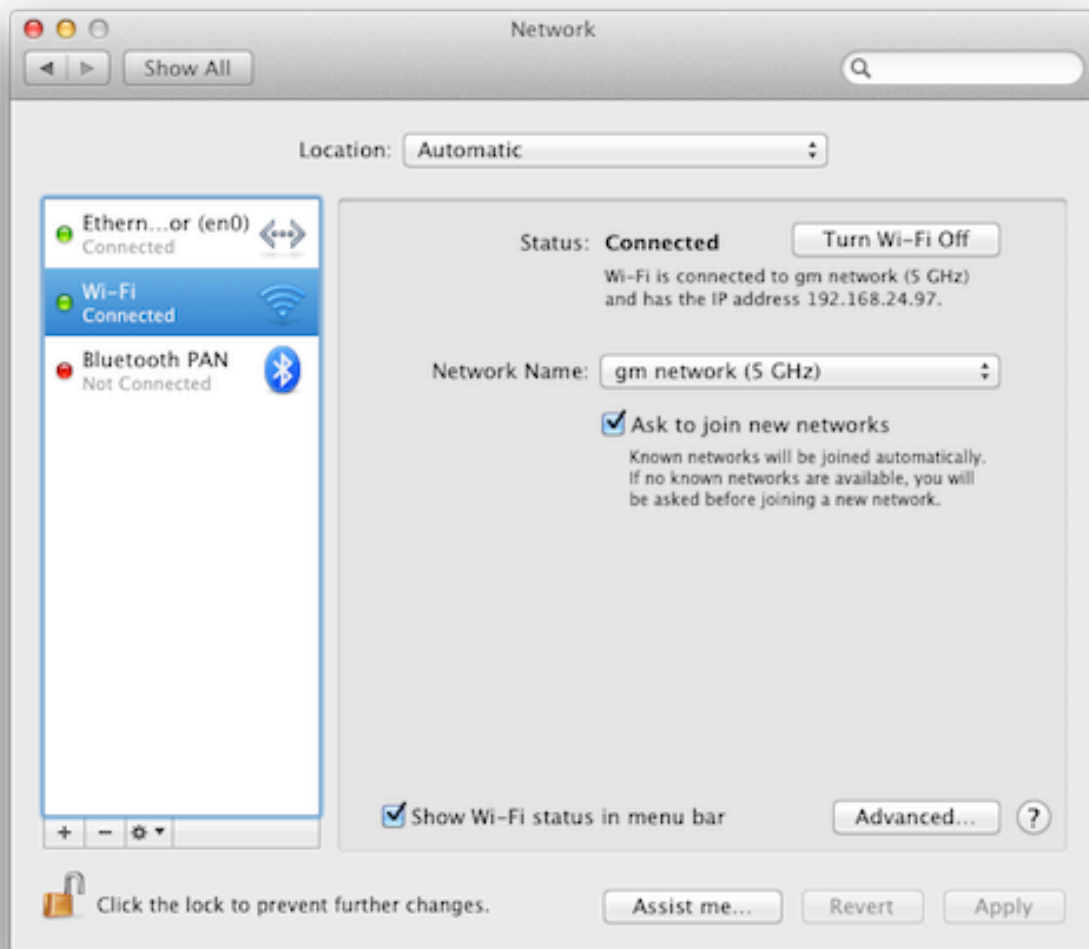 Network
Show All
Location: Automatic
Ethern...or (en0)
Connected
Wi-Fi
Connected
Bluetooth PAN
Not Connected
Status: Connected Turn Wi-Fi Off
Wi-Fi is connected to gm network (5 GHz)
and has the IP address 192.168.24.97.
Network Name: gm network (5 GHz)
Ask to join new networks
Known networks will be joined automatically.
If no known networks are available, you will
be asked before joining a new network.
Show Wi-Fi status in menu bar Advanced... ?
Click the lock to prevent further changes. Assist me... Revert Apply